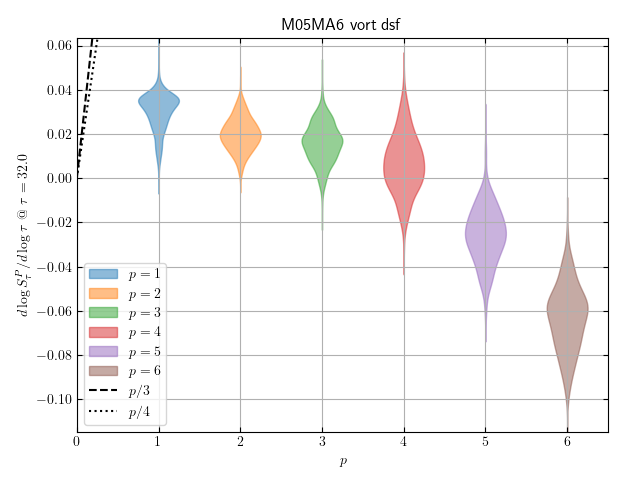 M05MA6 vort dsf
d log S_τ^P / d log τ @ τ = 32.0
0.06
0.04
0.02
0.00
−0.02
−0.04
−0.06
−0.08
−0.10
p = 1
p = 2
p = 3
p = 4
p = 5
p = 6
p/3
p/4
0 1 2 3 4 5 6
p